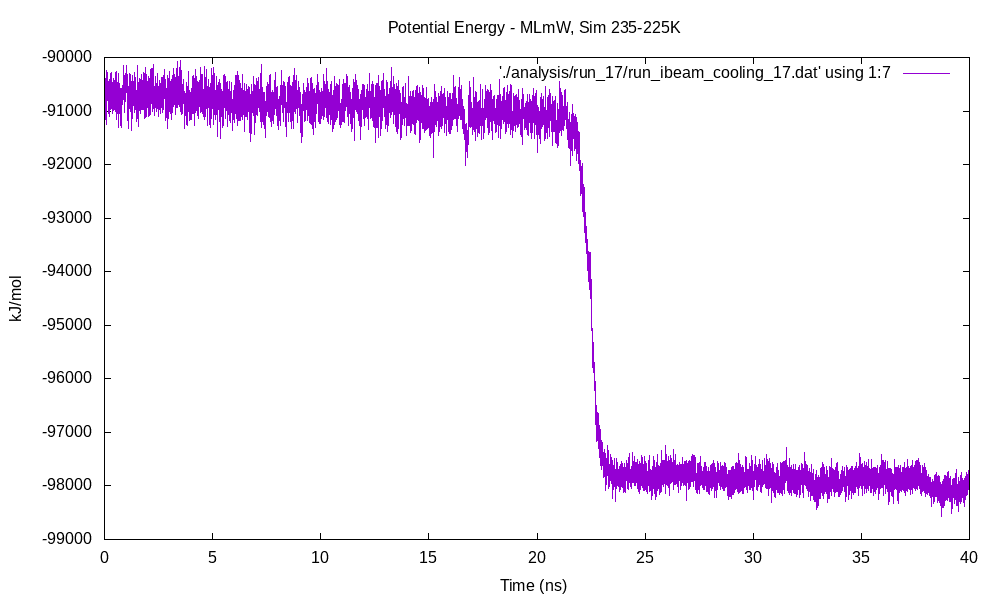 Potential Energy - MLmW, Sim 235-225K
'./analysis/run_17/run_ibeam_cooling_17.dat' using 1:7
-90000
-91000
-92000
-93000
-94000
-95000
-96000
-97000
-98000
-99000
kJ/mol
0 5 10 15 20 25 30 35 40
Time (ns)